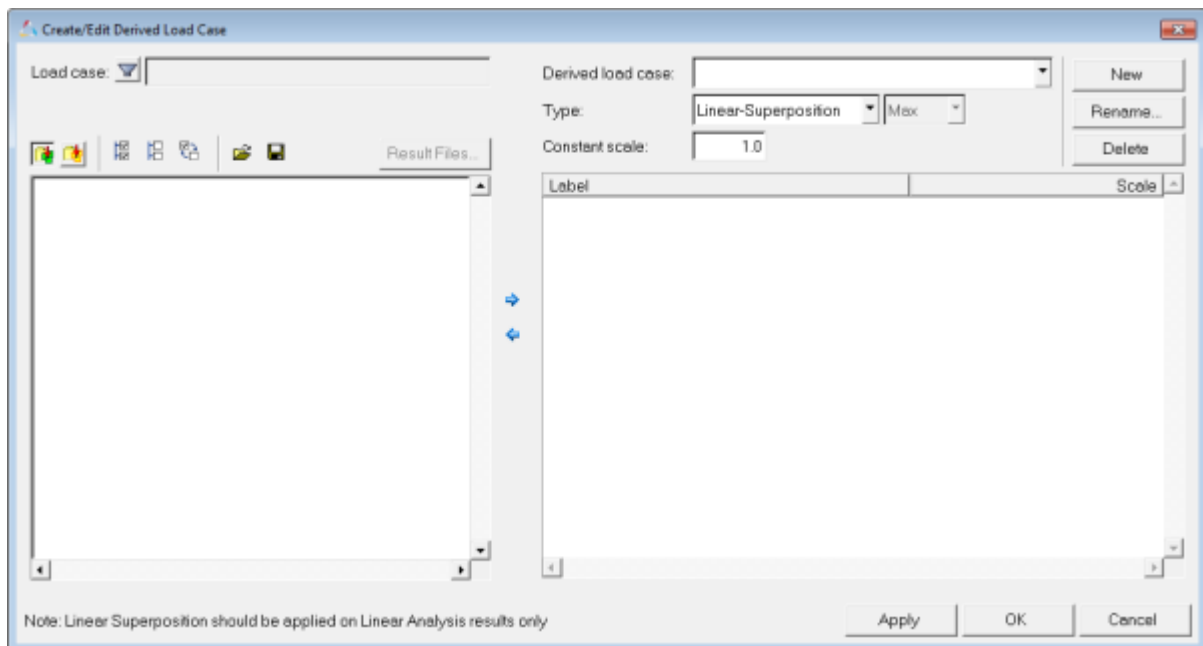 Create/Edit Derived Load Case
Load case:
Derived load case:
New
Type:
Linear-Superposition
Max
Rename...
Constant scale:
1.0
Delete
Result Files...
Label
Scale
Note: Linear Superposition should be applied on Linear Analysis results only
Apply
OK
Cancel